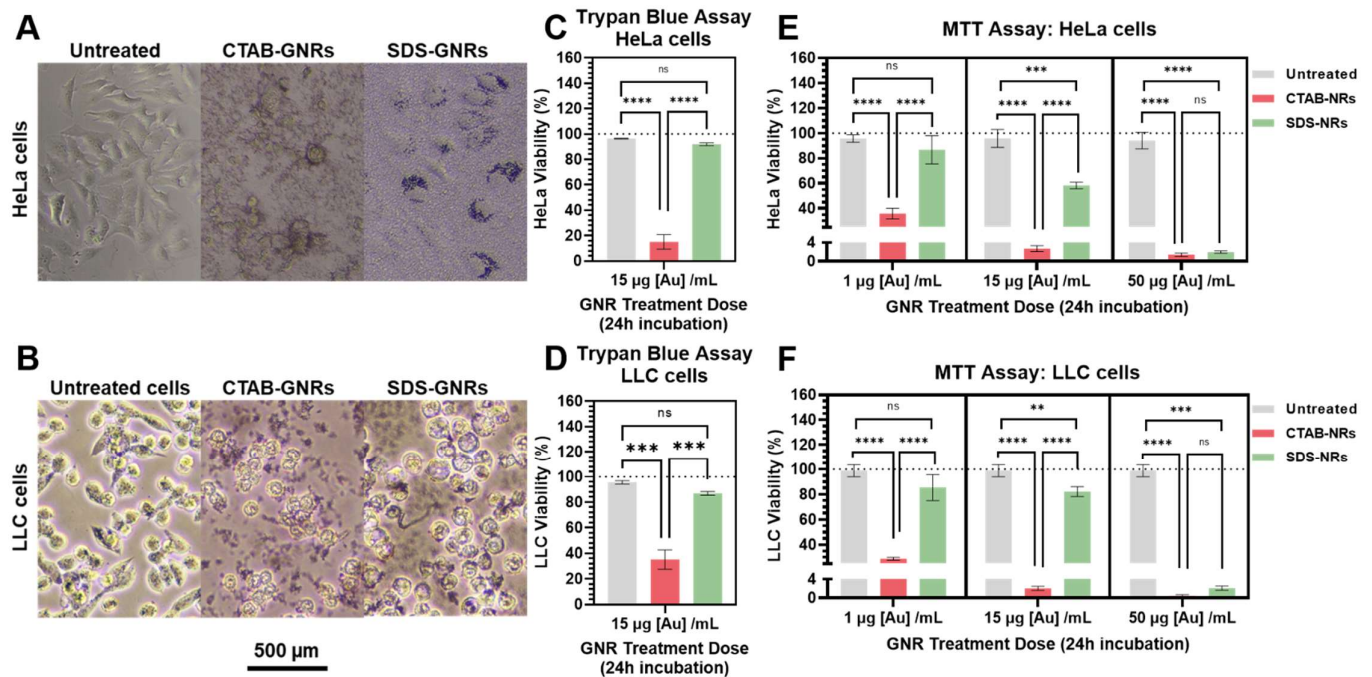 A
Untreated
CTAB-GNRs
SDS-GNRs
HeLa cells
C
Trypan Blue Assay
HeLa cells
HeLa Viability (%)
160
140
120
100
80
60
40
20
0
ns
**** ****
15 µg [Au] /mL
GNR Treatment Dose
(24h incubation)
E
MTT Assay: HeLa cells
HeLa Viability (%)
160
140
120
100
80
60
40
4
0
ns
**** ****
***
**** ****
****
**** ns
1 µg [Au] /mL
15 µg [Au] /mL
50 µg [Au] /mL
GNR Treatment Dose (24h incubation)
Untreated
CTAB-NRs
SDS-NRs
B
Untreated cells
CTAB-GNRs
SDS-GNRs
LLC cells
500 µm
D
Trypan Blue Assay
LLC cells
LLC Viability (%)
160
140
120
100
80
60
40
20
0
ns
*** ***
15 µg [Au] /mL
GNR Treatment Dose
(24h incubation)
F
MTT Assay: LLC cells
LLC Viability (%)
160
140
120
100
80
60
40
4
0
ns
**** ****
**
**** ****
***
**** ns
1 µg [Au] /mL
15 µg [Au] /mL
50 µg [Au] /mL
GNR Treatment Dose (24h incubation)
Untreated
CTAB-NRs
SDS-NRs